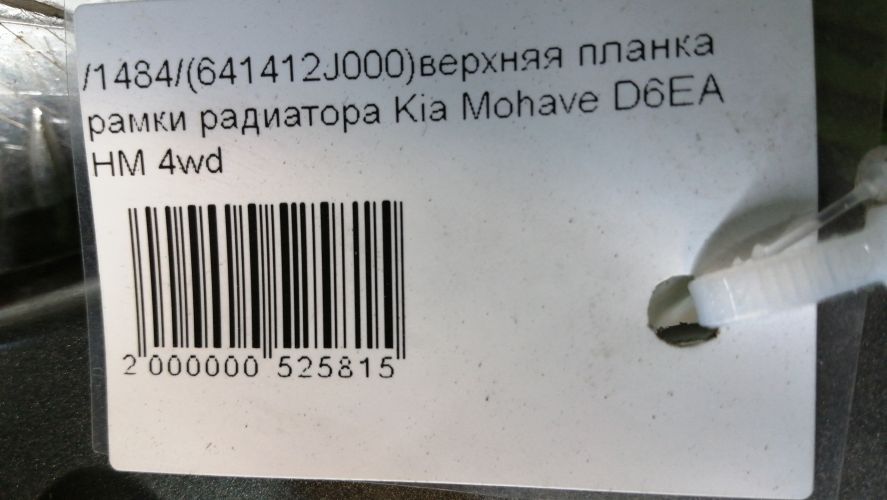 /1484/(641412J000)верхняя планка
рамки радиатора Kia Mohave D6EA
HM 4wd
2 000000 525815